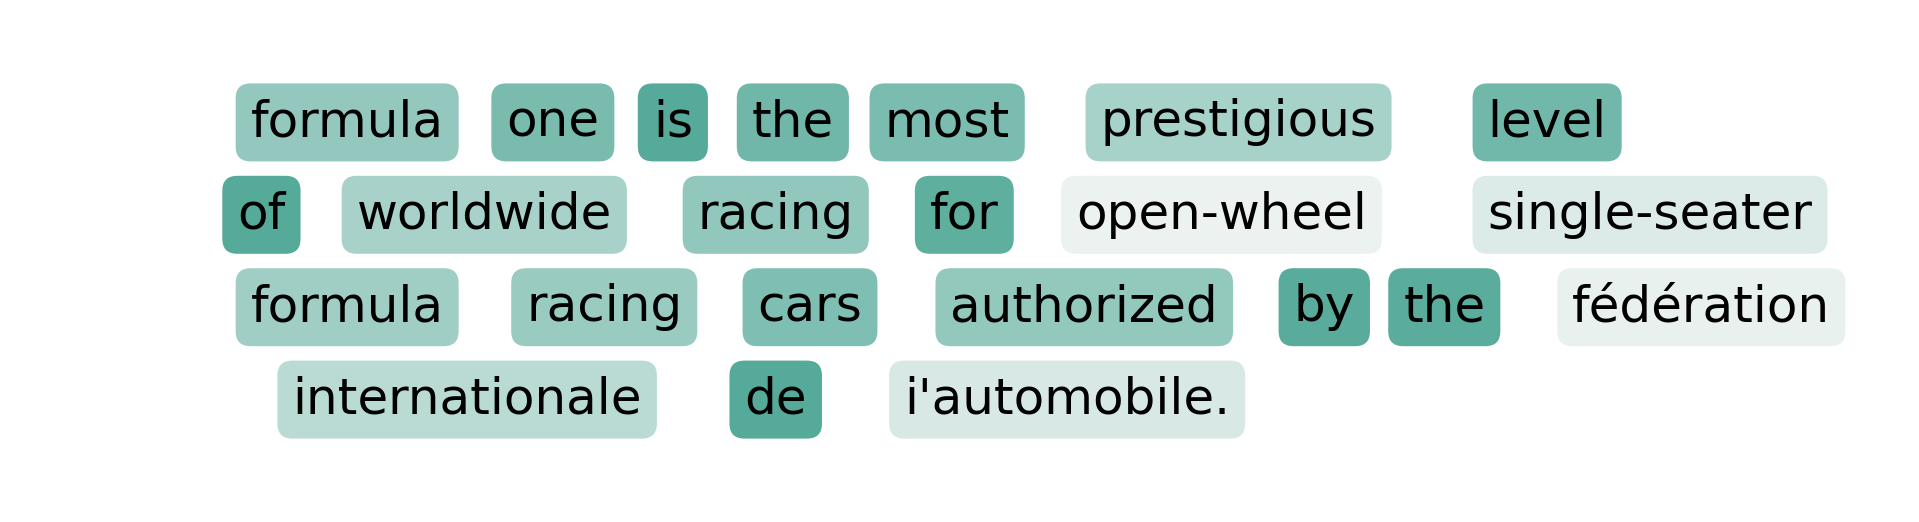 formula one is the most prestigious level
of worldwide racing for open-wheel single-seater
formula racing cars authorized by the fédération
internationale de i'automobile.